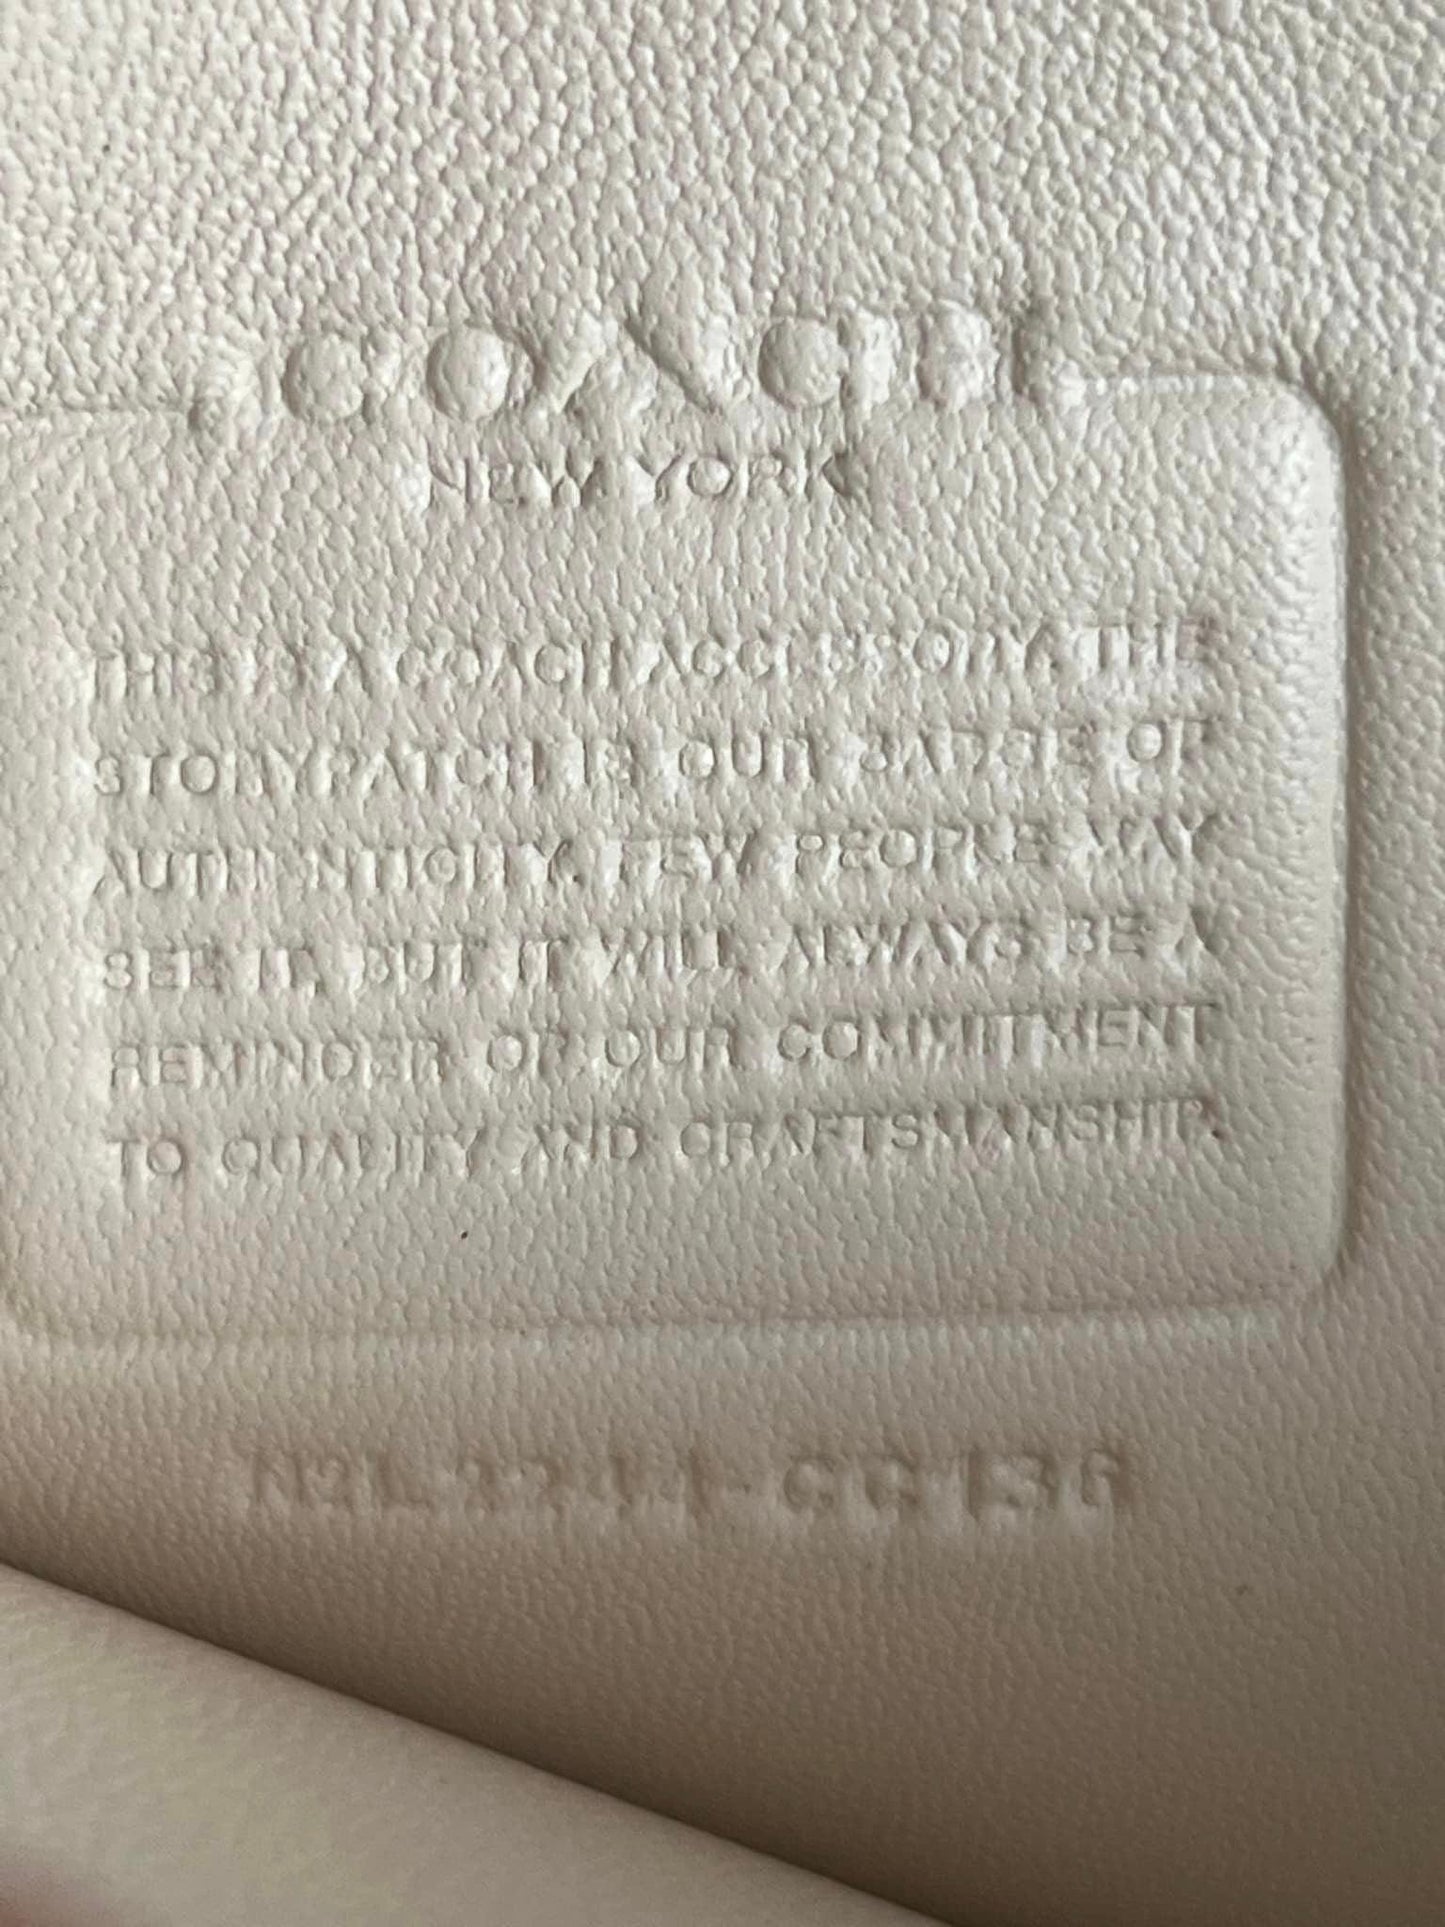 COACH
NEW YORK
THIS IS A COACH ACCESSORY. THE
STORYPATCH IS OUR BADGE OF
AUTHENTICITY. FEW PEOPLE MAY
SEE IT, BUT IT WILL ALWAYS BE A
REMINDER OF OUR COMMITMENT
TO QUALITY AND CRAFTSMANSHIP.